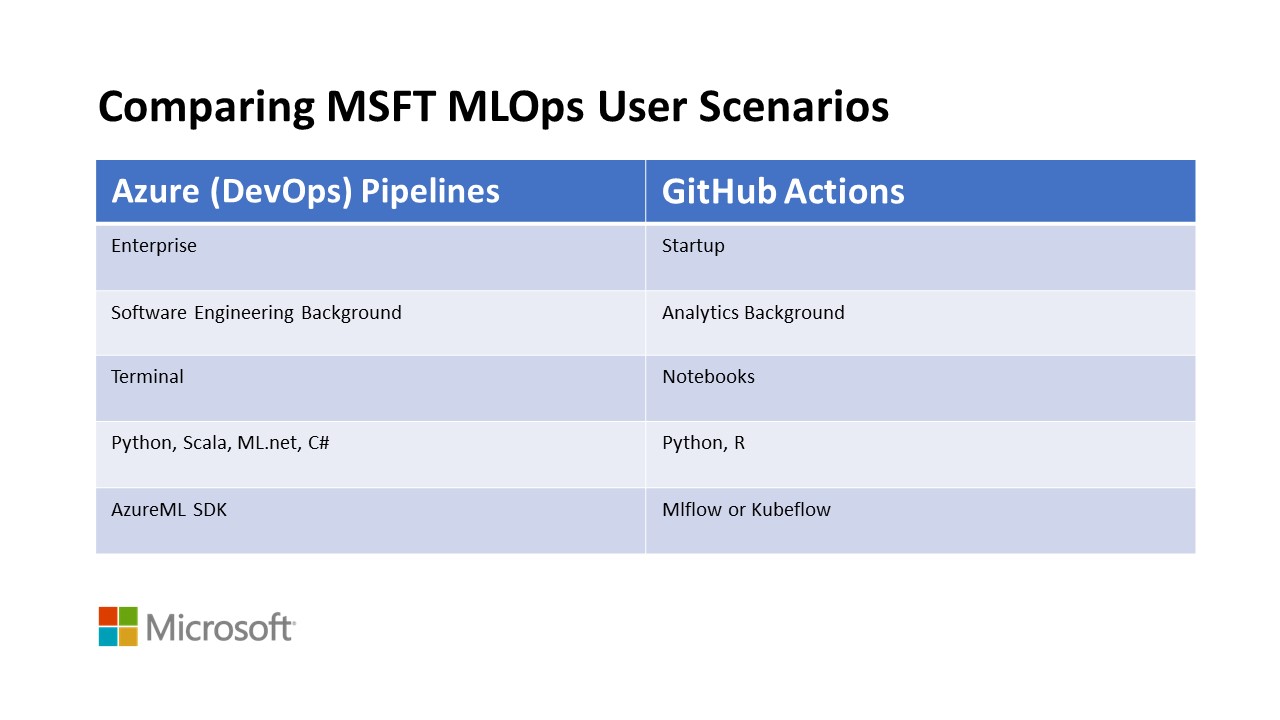 Comparing MSFT MLOps User Scenarios
Azure (DevOps) Pipelines GitHub Actions
Enterprise Startup
Software Engineering Background Analytics Background
Terminal Notebooks
Python, Scala, ML.net, C# Python, R
AzureML SDK Mlflow or Kubeflow
Microsoft